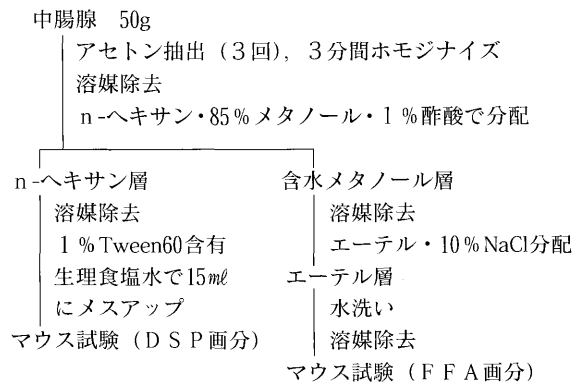 中腸腺 50g
アセトン抽出（3回），3分間ホモジナイズ
溶媒除去
n-ヘキサン・85％メタノール・1％酢酸で分配
n-ヘキサン層
溶媒除去
1％Tween60含有
生理食塩水で15㎖
にメスアップ
マウス試験（DSP画分）
含水メタノール層
溶媒除去
エーテル・10％NaCl分配
エーテル層
水洗い
溶媒除去
マウス試験（FFA画分）